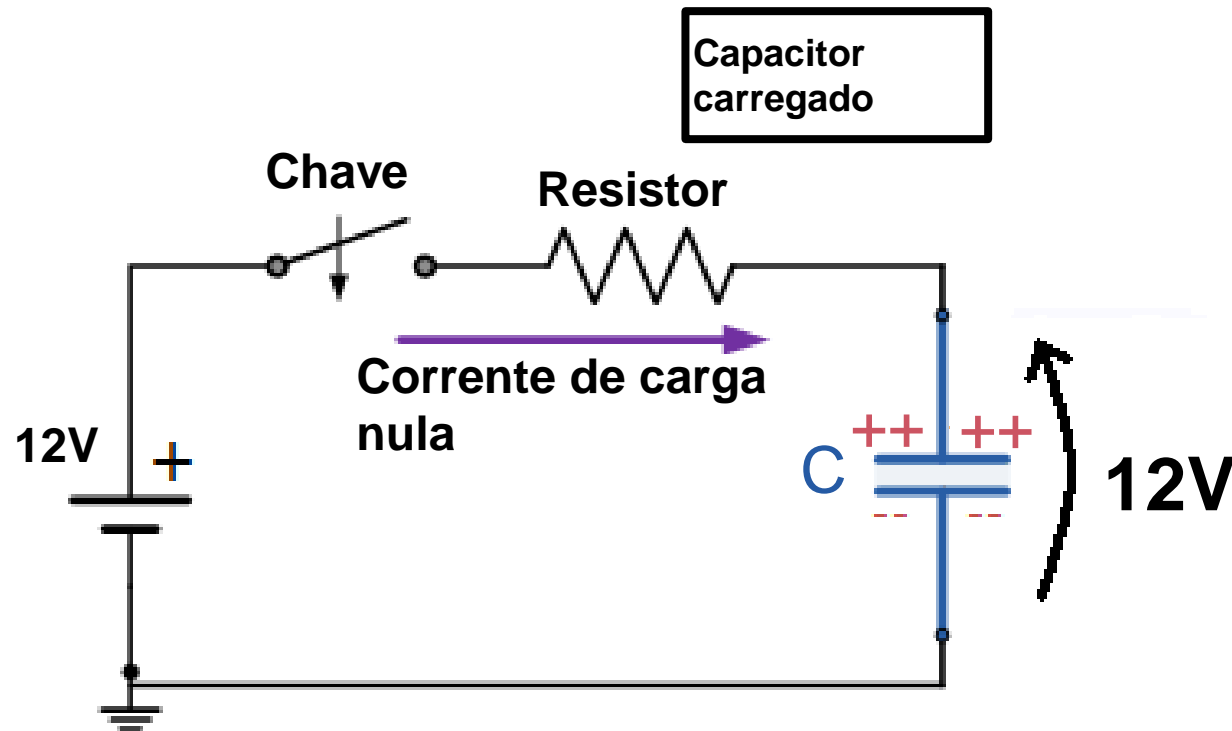 Capacitor
carregado
Chave
Resistor
Corrente de carga
nula
12V
+
++ ++
C
-- --
12V